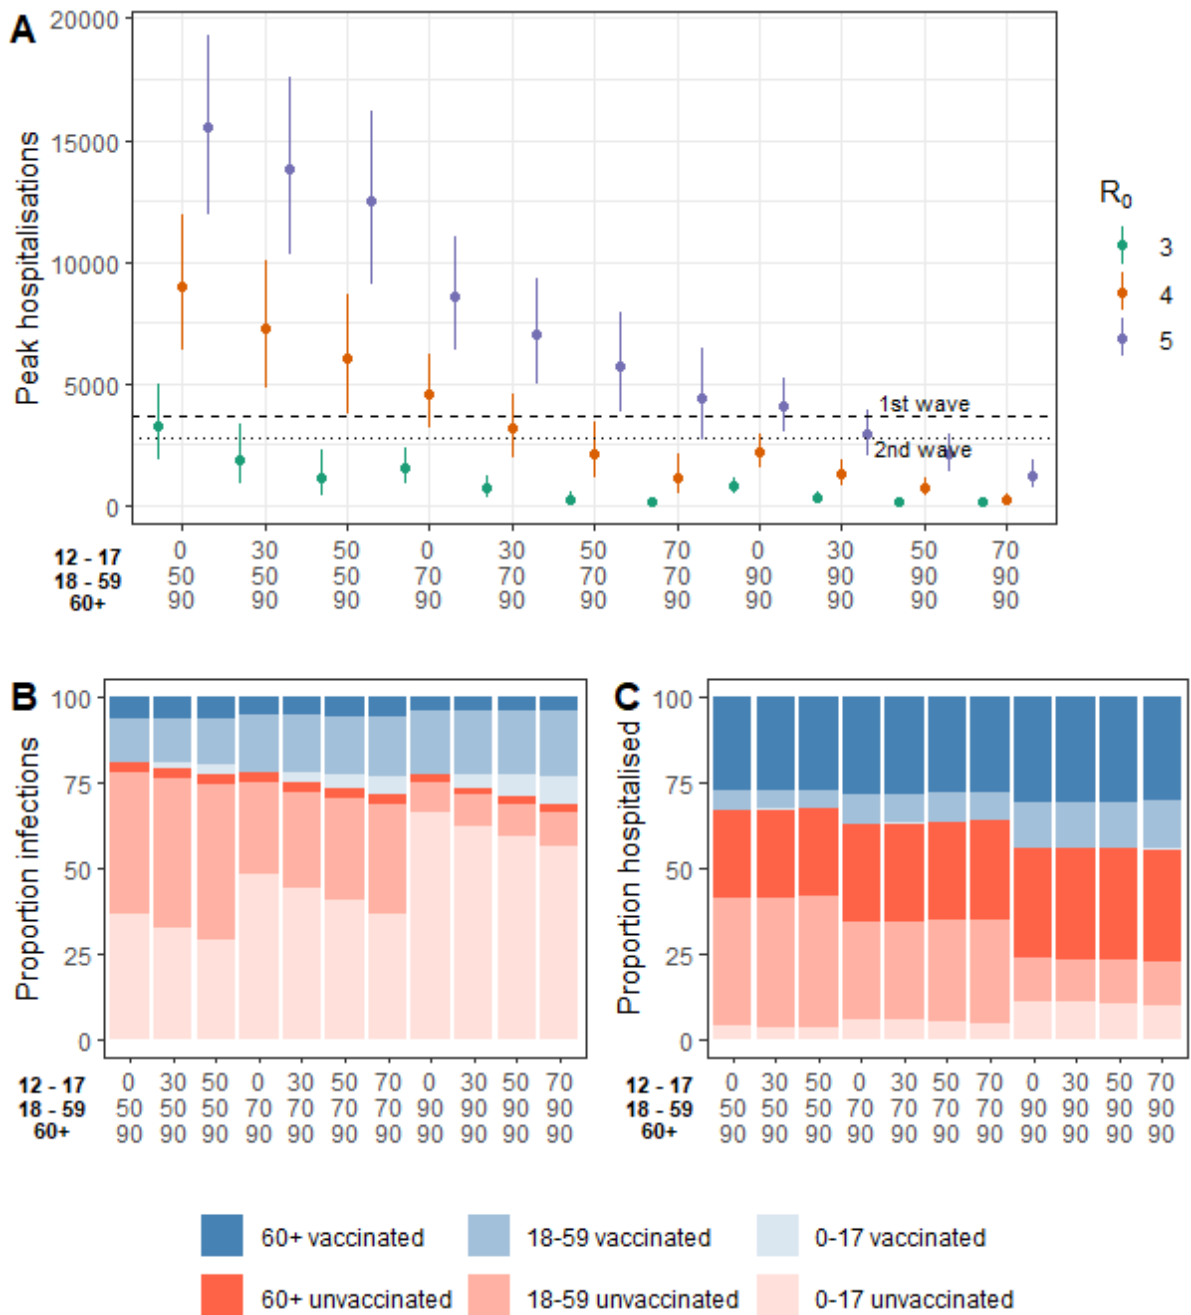 A
20000
15000
10000
5000
0
Peak hospitalisations
1st wave
2nd wave
R0
3
4
5
12 - 17 0 30 50 0 30 50 70 0 30 50 70
18 - 59 50 50 50 70 70 70 70 90 90 90 90
60+ 90 90 90 90 90 90 90 90 90 90 90
B
100
75
50
25
0
Proportion infections
12 - 17 0 30 50 0 30 50 70 0 30 50 70
18 - 59 50 50 50 70 70 70 70 90 90 90 90
60+ 90 90 90 90 90 90 90 90 90 90 90
C
100
75
50
25
0
Proportion hospitalised
12 - 17 0 30 50 0 30 50 70 0 30 50 70
18 - 59 50 50 50 70 70 70 70 90 90 90 90
60+ 90 90 90 90 90 90 90 90 90 90 90
60+ vaccinated 18-59 vaccinated 0-17 vaccinated
60+ unvaccinated 18-59 unvaccinated 0-17 unvaccinated